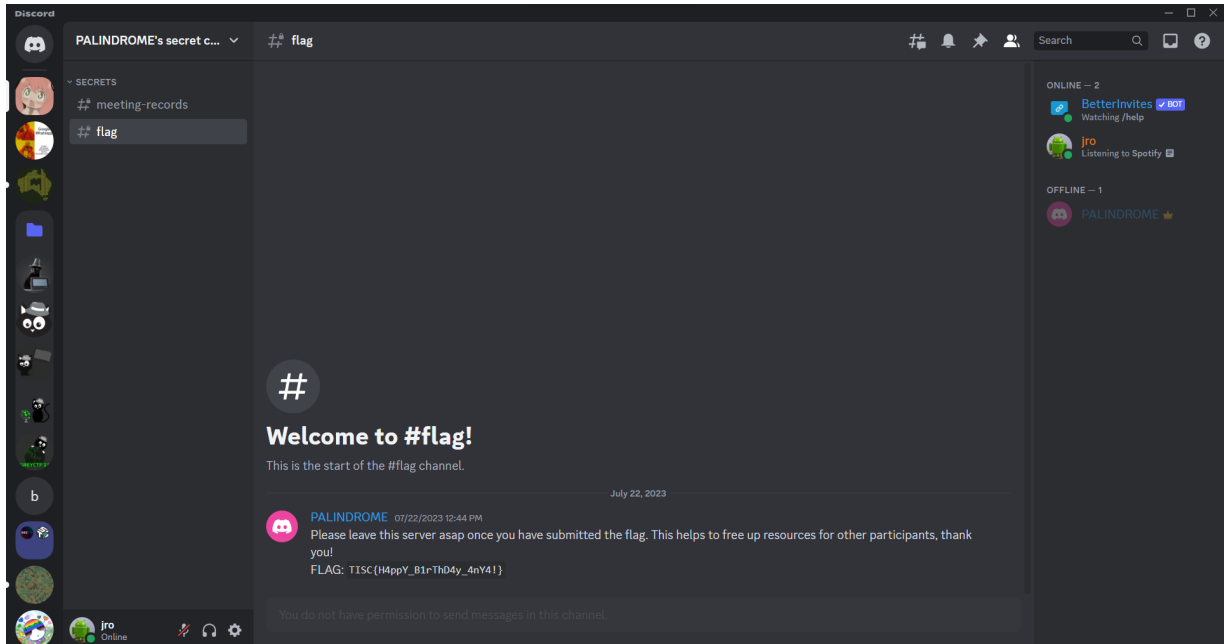 Discord
PALINDROME's secret c...
flag
Search
SECRETS
meeting-records
flag
ONLINE — 2
BetterInvites BOT
Watching /help
jro
Listening to Spotify
OFFLINE — 1
PALINDROME
b
Welcome to #flag!
This is the start of the #flag channel.
July 22, 2023
PALINDROME 07/22/2023 12:44 PM
Please leave this server asap once you have submitted the flag. This helps to free up resources for other participants, thank
you!
FLAG: TISC{H4ppY_B1rThD4y_4nY4!}
You do not have permission to send messages in this channel.
jro
Online